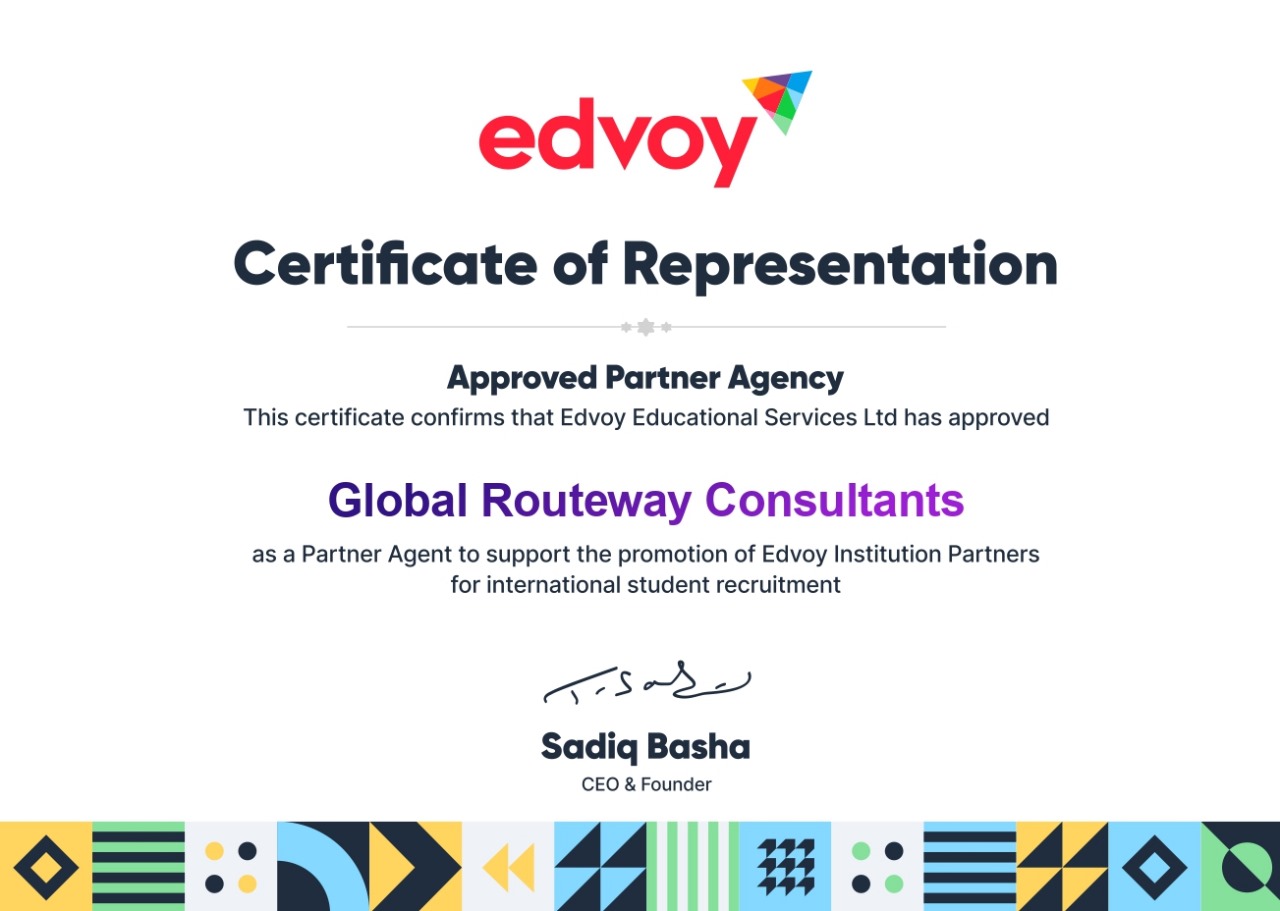 edvoy
Certificate of Representation
Approved Partner Agency
This certificate confirms that Edvoy Educational Services Ltd has approved
Global Routeway Consultants
as a Partner Agent to support the promotion of Edvoy Institution Partners
for international student recruitment
Sadiq Basha
CEO & Founder